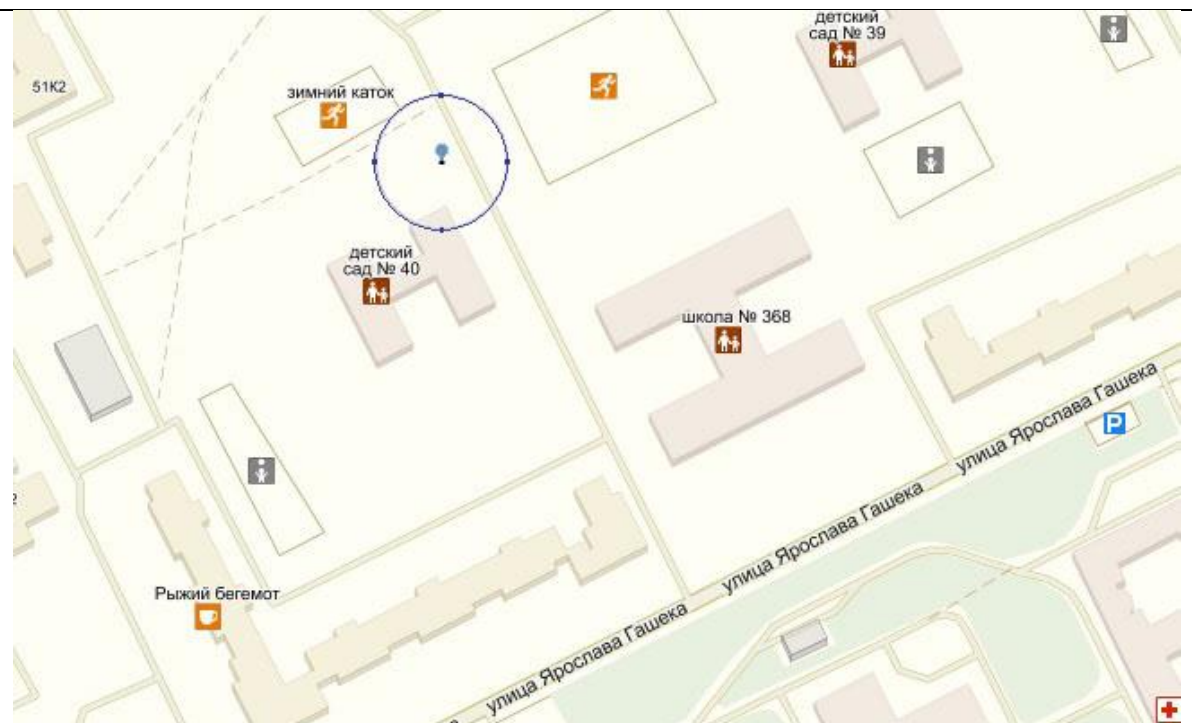 детский
сад № 39
51К2
зимний каток
детский
сад № 40
школа № 368
улица Ярослава Гашека
P
улица Ярослава Гашека
2
улица Ярослава Гашека
Рыжий бегемот
улица Ярослава Гашека